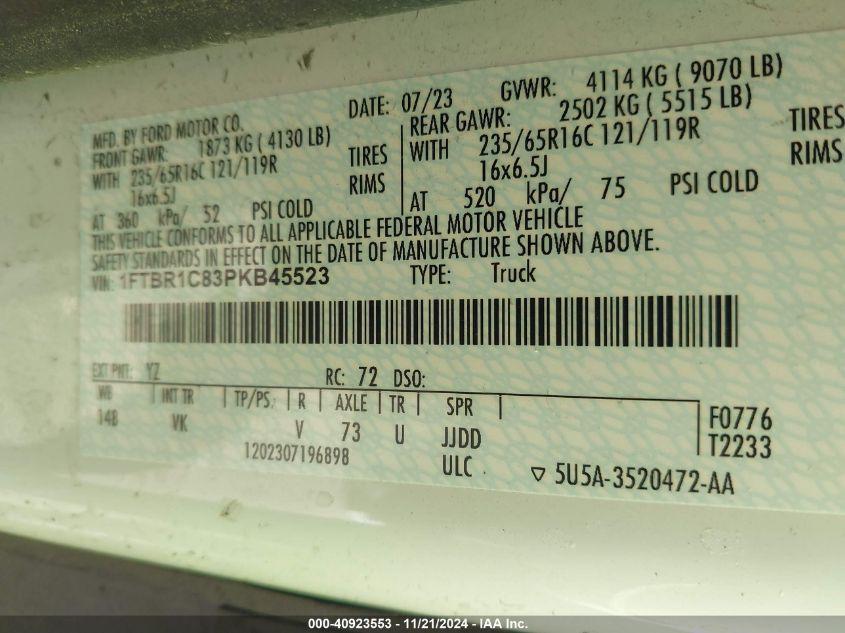 MFD. BY FORD MOTOR CO.
DATE: 07/23 GVWR: 4114 KG ( 9070 LB)
FRONT GAWR: 1873 KG ( 4130 LB)
REAR GAWR: 2502 KG ( 5515 LB)
WITH 235/65R16C 121/119R TIRES
WITH 235/65R16C 121/119R TIRES
16x6.5J RIMS
16x6.5J RIMS
AT 360 kPa/ 52 PSI COLD
AT 520 kPa/ 75 PSI COLD
THIS VEHICLE CONFORMS TO ALL APPLICABLE FEDERAL MOTOR VEHICLE
SAFETY STANDARDS IN EFFECT ON THE DATE OF MANUFACTURE SHOWN ABOVE.
VIN: 1FTBR1C83PKB45523 TYPE: Truck
EXT PNT: YZ RC: 72 DSO:
WB INT TR TP/PS R AXLE TR SPR
148 VK V 73 U JJDD
F0776
T2233
1202307196898 ULC
▽ 5U5A-3520472-AA
000-40923553 - 11/21/2024 - IAA Inc.